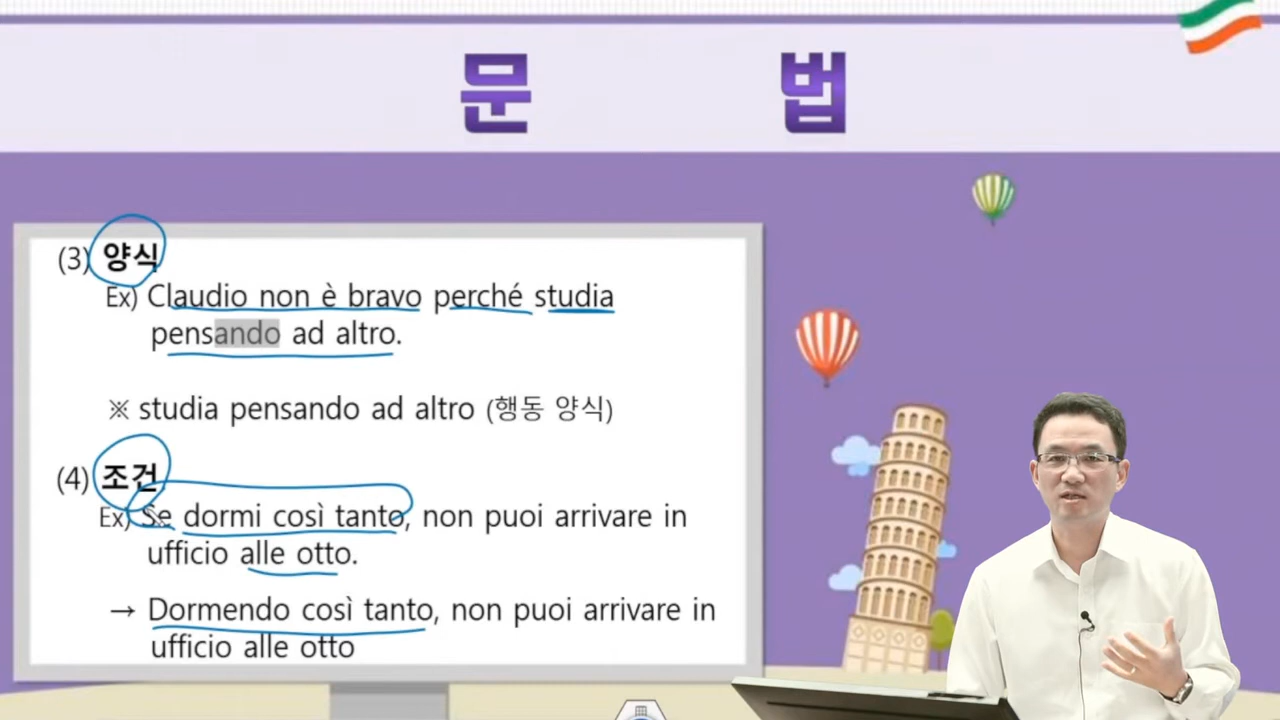 문 법
(3) 양식
Ex) Claudio non è bravo perché studia
pensando ad altro.
※ studia pensando ad altro (행동 양식)
(4) 조건
Ex) Se dormi così tanto, non puoi arrivare in
ufficio alle otto.
→ Dormendo così tanto, non puoi arrivare in
ufficio alle otto